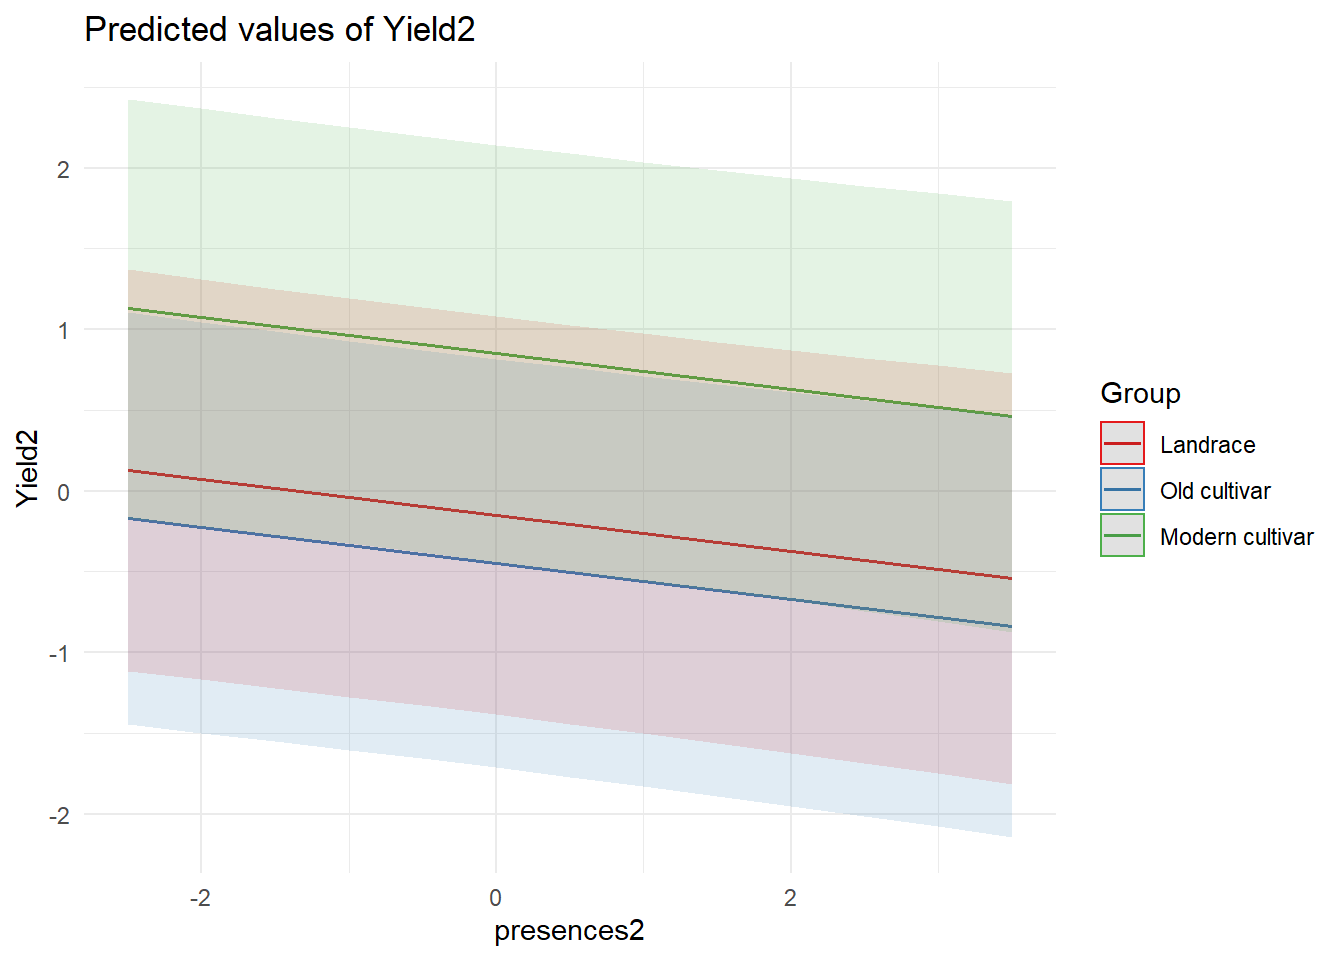 Predicted values of Yield2
Yield2
2
1
0
-1
-2
-2
0
2
presences2
Group
Landrace
Old cultivar
Modern cultivar